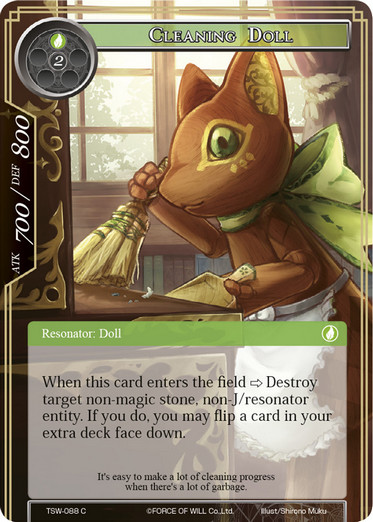 Cleaning Doll
2
ATK 700 / DEF 800
Resonator: Doll
When this card enters the field ⇨ Destroy
target non-magic stone, non-J/resonator
entity. If you do, you may flip a card in your
extra deck face down.
It's easy to make a lot of cleaning progress
when there's a lot of garbage.
TSW-088 C ©FORCE OF WILL Co.,Ltd. Illust/Shirono Muku